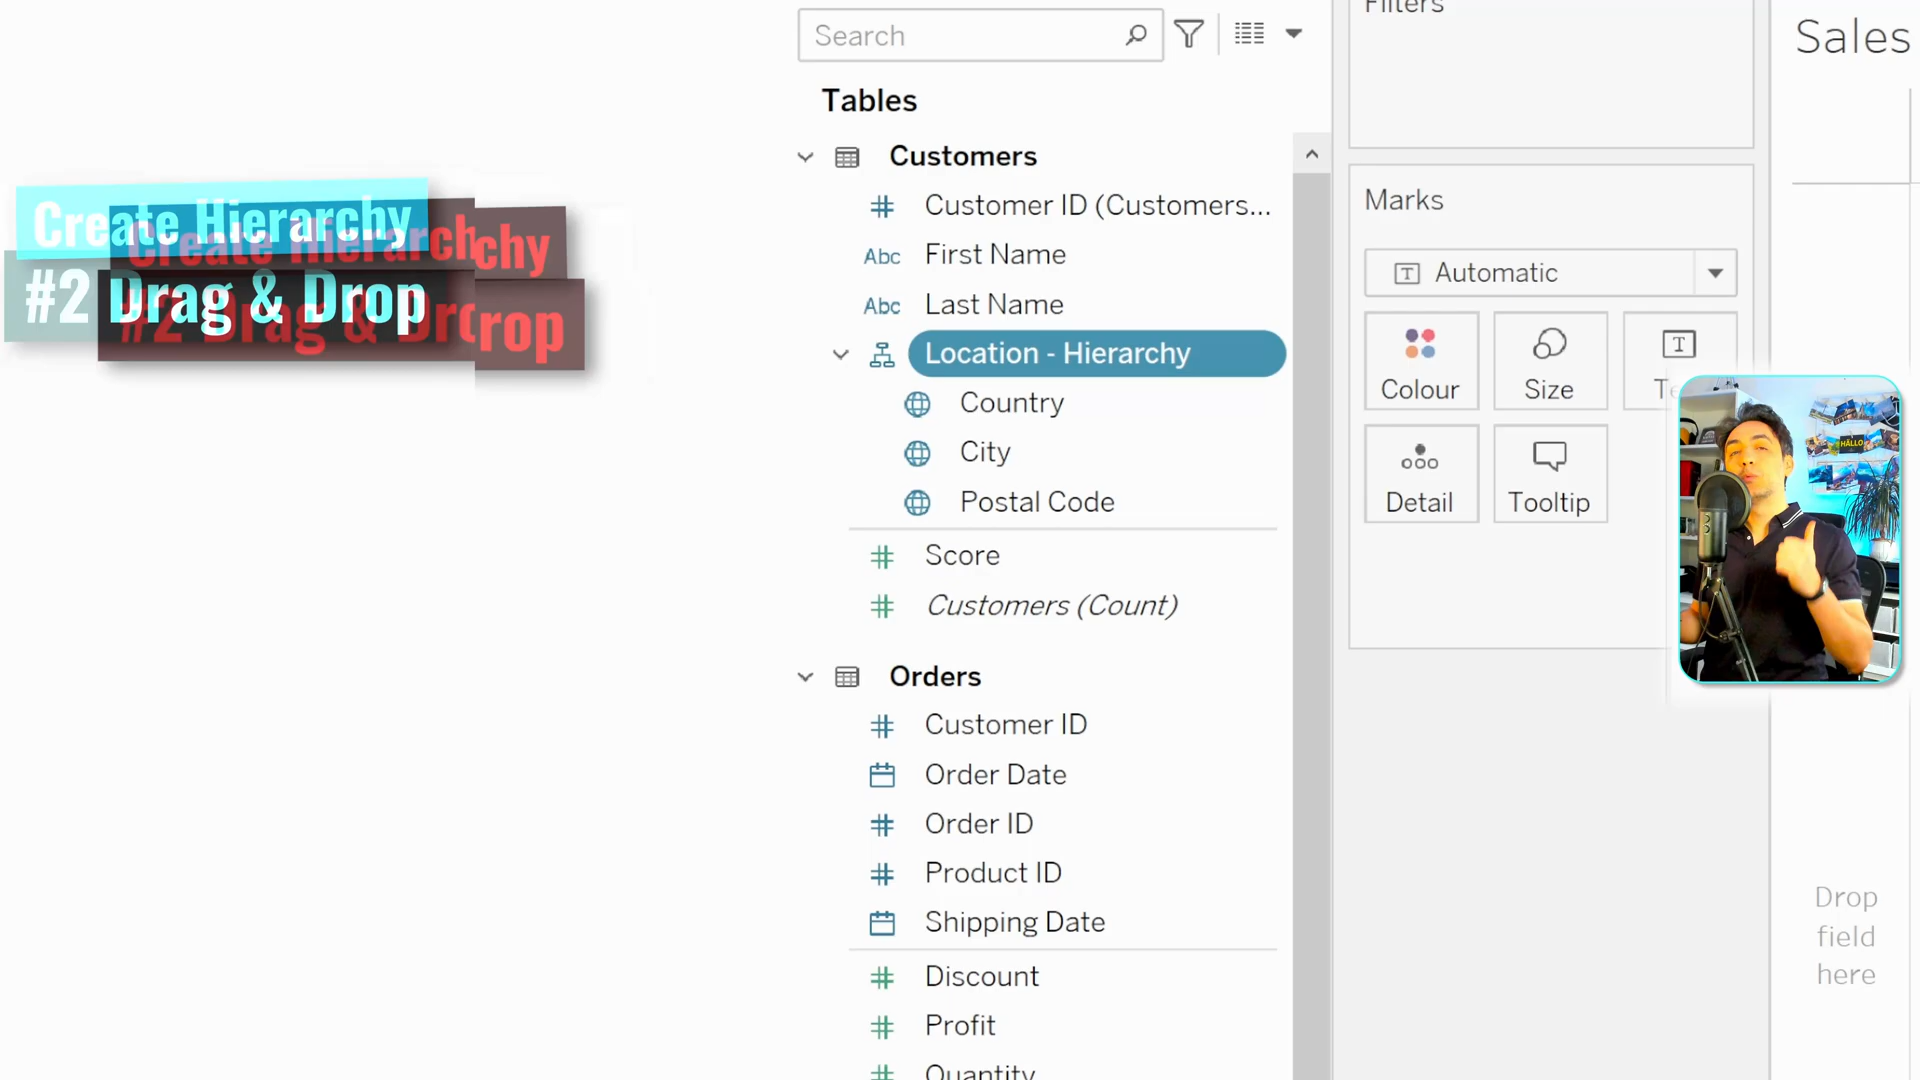 Create Hierarchy
#2 Drag & Drop
Search
Tables
Customers
Customer ID (Customers...
Abc First Name
Abc Last Name
Location - Hierarchy
Country
City
Postal Code
Score
Customers (Count)
Orders
Customer ID
Order Date
Order ID
Product ID
Shipping Date
Discount
Profit
Quantity
Filters
Marks
Automatic
Colour
Size
Detail
Tooltip
Sales
Drop
field
here
HALLO